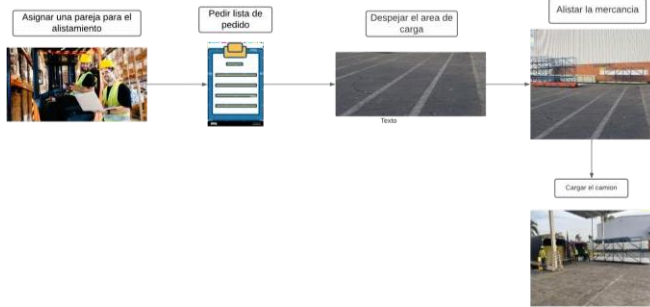 Asignar una pareja para el
alistamiento
Pedir lista de
pedido
Despejar el area de
carga
Alistar la mercancia
Texto
Cargar el camion